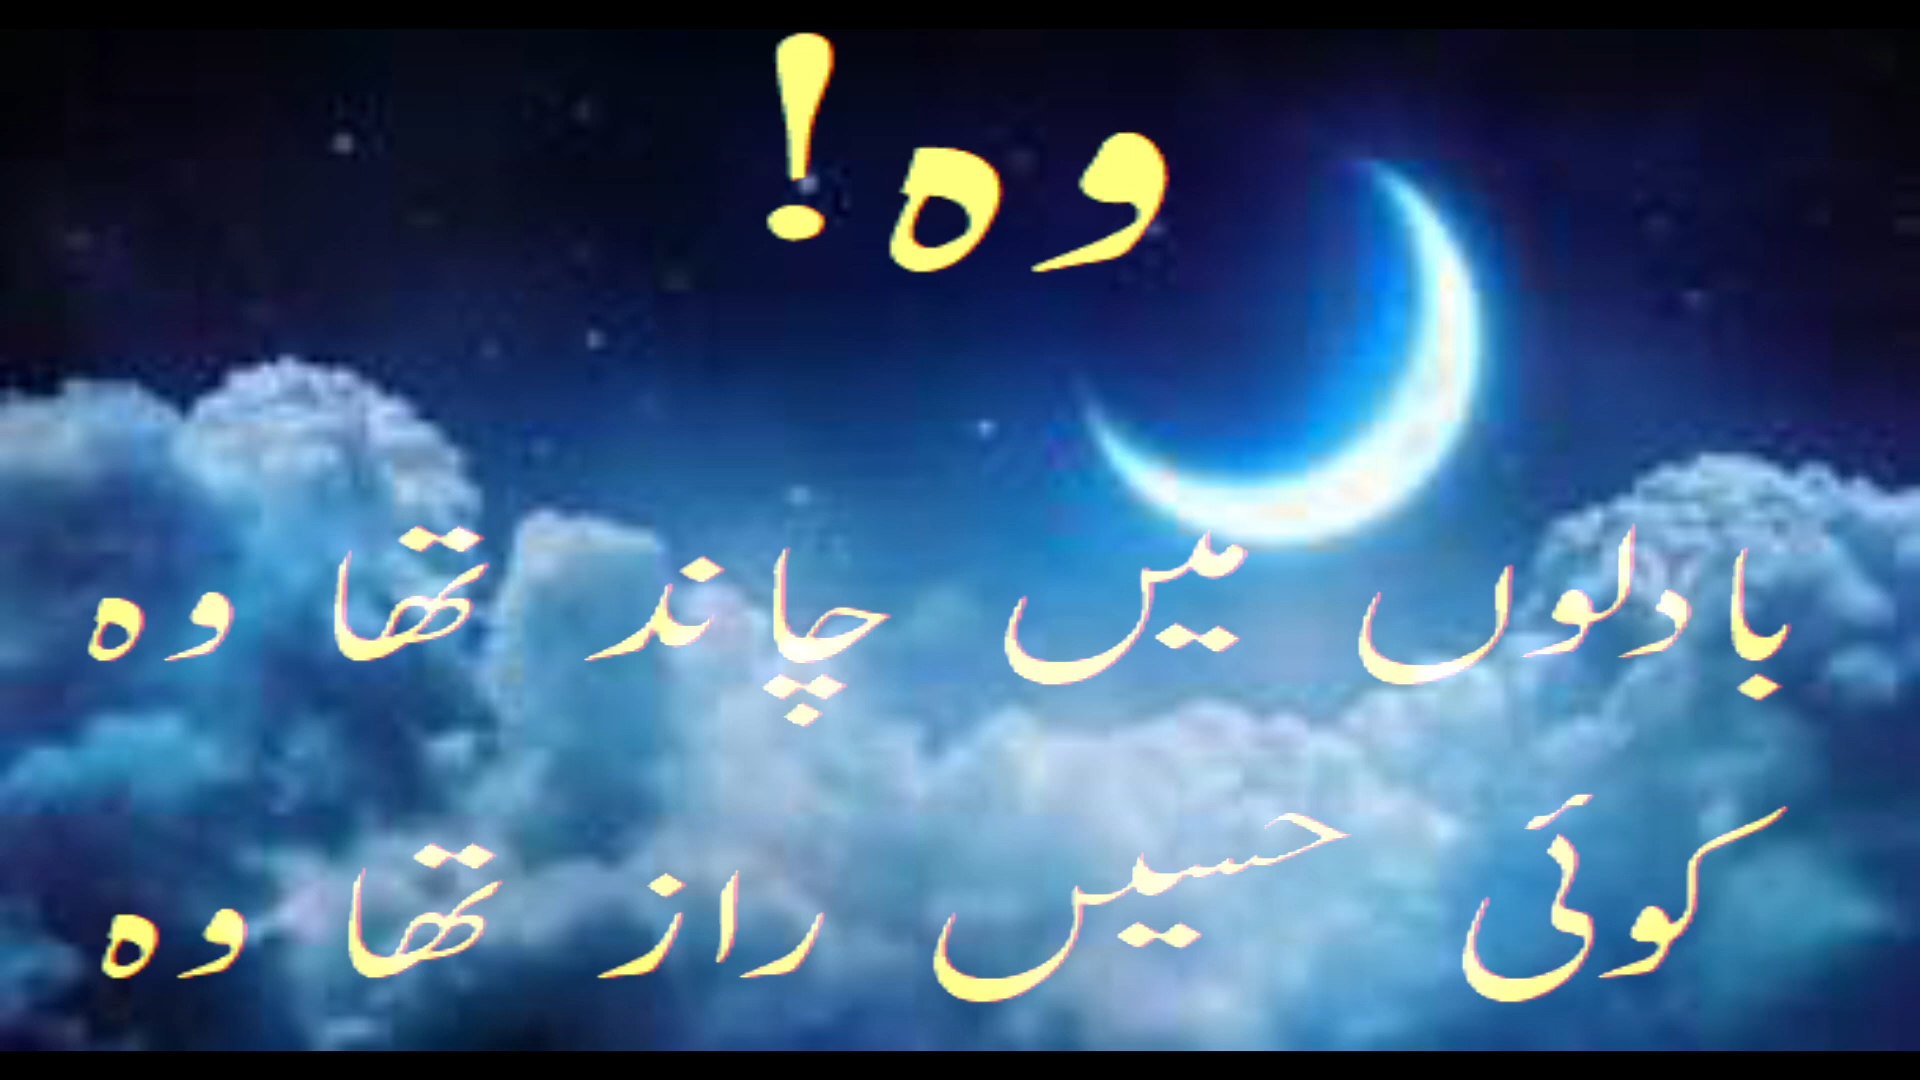 وہ!
بادلوں میں چاند تھا وہ
کوئی حسیں راز تھا وہ